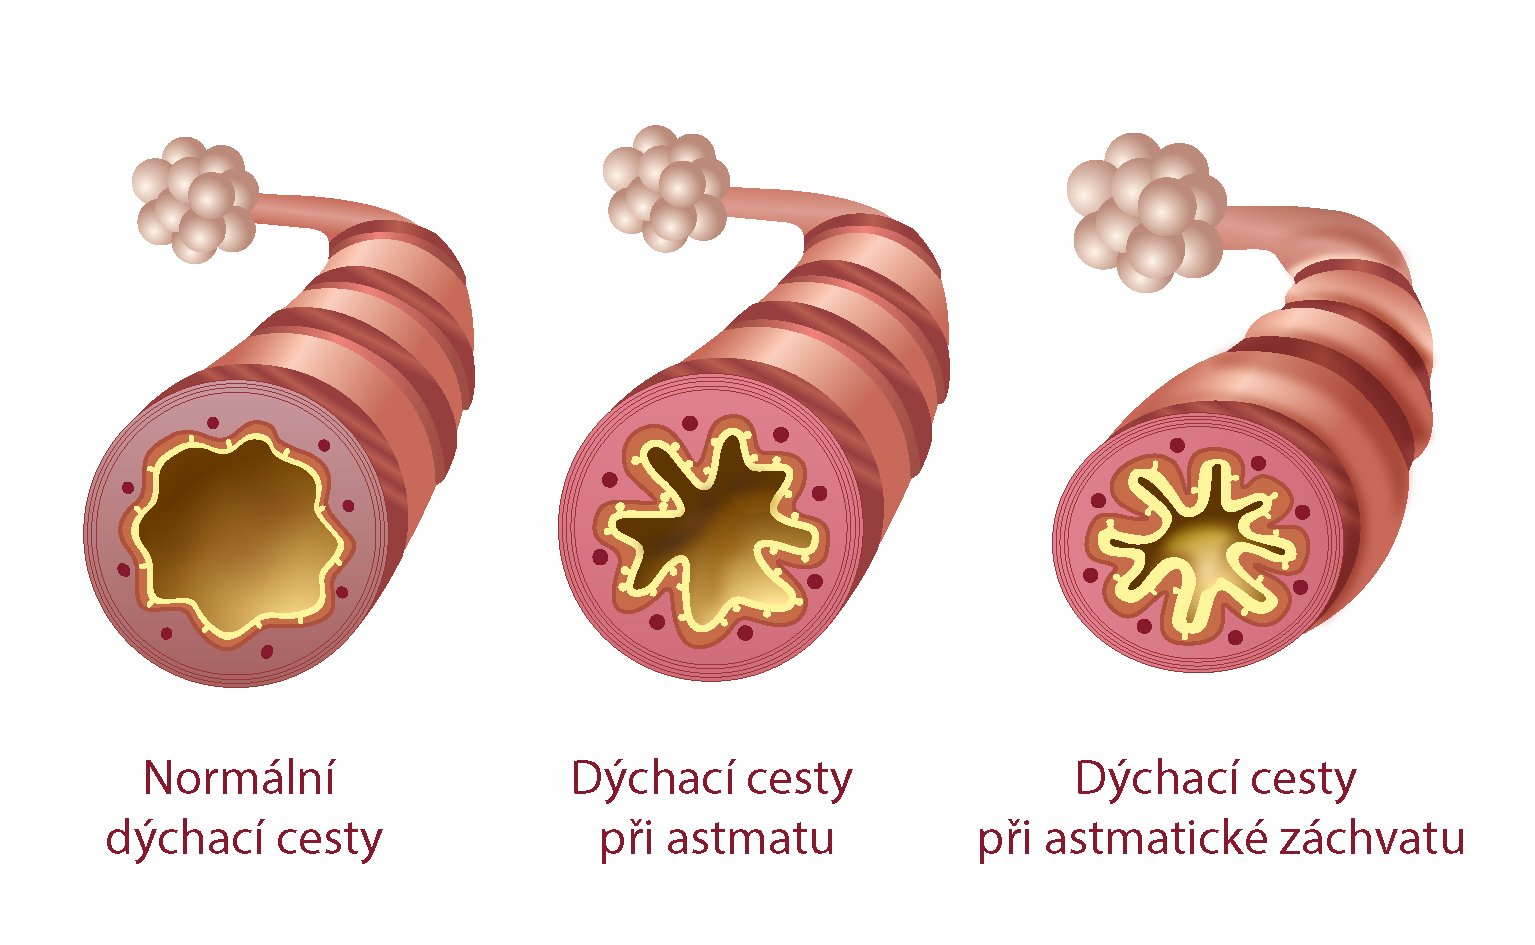 Normální
dýchací cesty
Dýchací cesty
při astmatu
Dýchací cesty
při astmatické záchvatu